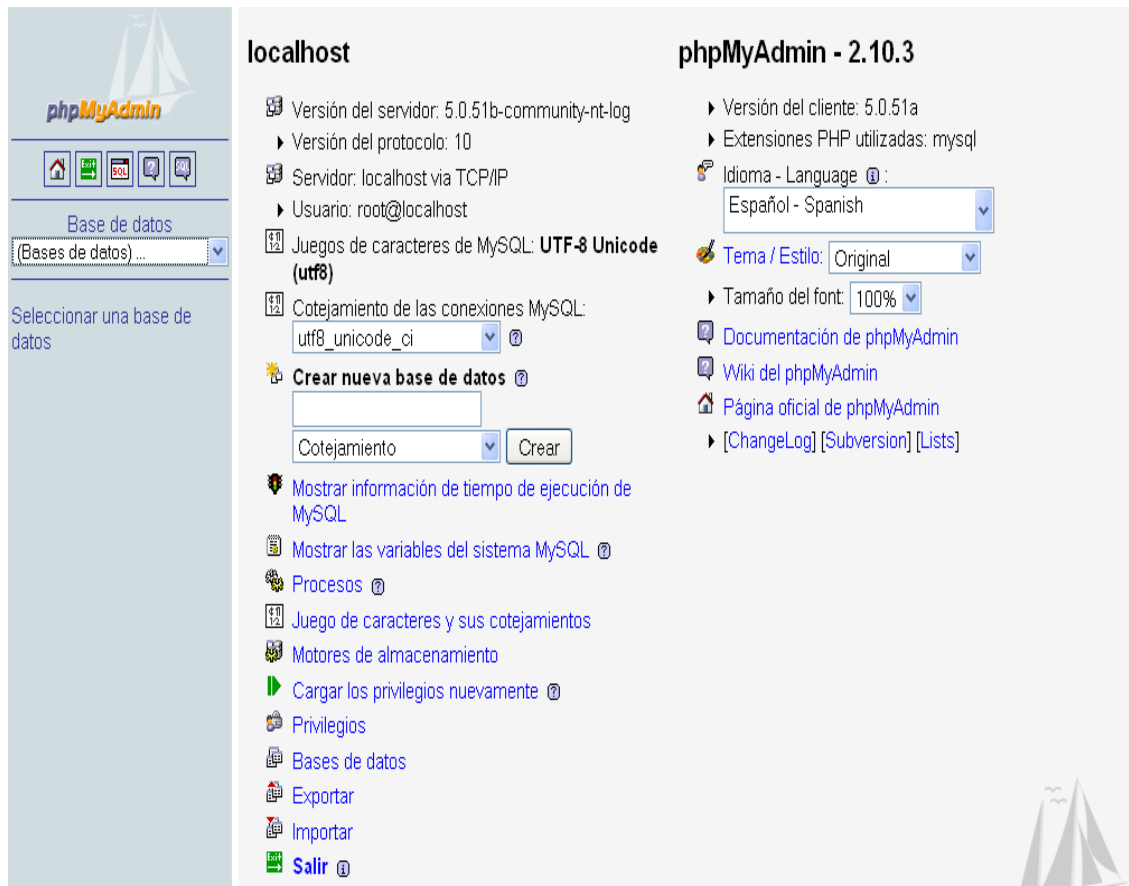 phpMyAdmin
Base de datos
(Bases de datos) ...
Seleccionar una base de
datos
localhost
Versión del servidor: 5.0.51b-community-nt-log
Versión del protocolo: 10
Servidor: localhost via TCP/IP
Usuario: root@localhost
Juegos de caracteres de MySQL: UTF-8 Unicode
(utf8)
Cotejamiento de las conexiones MySQL:
utf8_unicode_ci
Crear nueva base de datos
Cotejamiento
Crear
Mostrar información de tiempo de ejecución de
MySQL
Mostrar las variables del sistema MySQL
Procesos
Juego de caracteres y sus cotejamientos
Motores de almacenamiento
Cargar los privilegios nuevamente
Privilegios
Bases de datos
Exportar
Importar
Salir
phpMyAdmin - 2.10.3
Versión del cliente: 5.0.51a
Extensiones PHP utilizadas: mysql
Idioma - Language :
Español - Spanish
Tema / Estilo: Original
Tamaño del font: 100%
Documentación de phpMyAdmin
Wiki del phpMyAdmin
Página oficial de phpMyAdmin
[ChangeLog] [Subversion] [Lists]